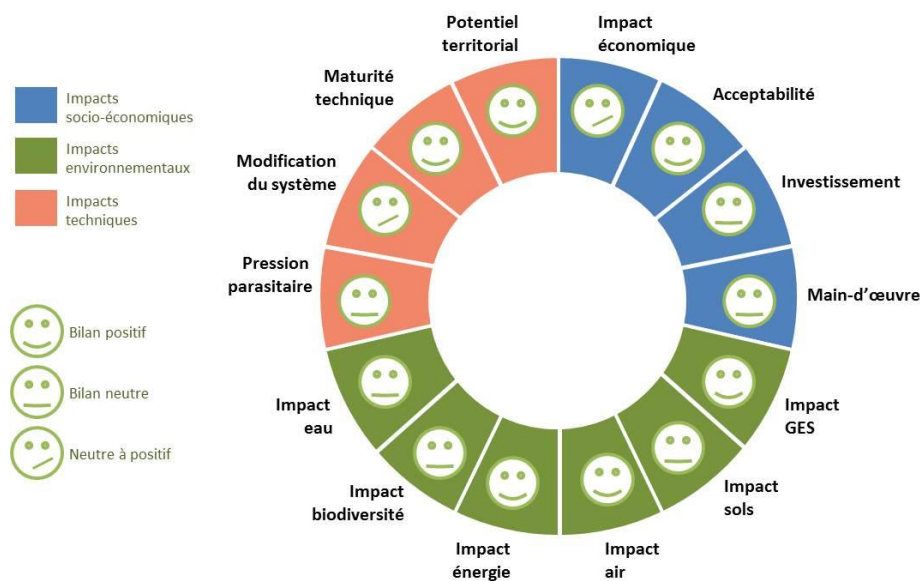 Impacts
socio-économiques
Impacts
environnementaux
Impacts
techniques
Bilan positif
Bilan neutre
Neutre à positif
Potentiel
territorial
Impact
économique
Acceptabilité
Investissement
Main-d’œuvre
Impact
GES
Impact
sols
Impact
air
Impact
énergie
Impact
biodiversité
Impact
eau
Pression
parasitaire
Modification
du système
Maturité
technique